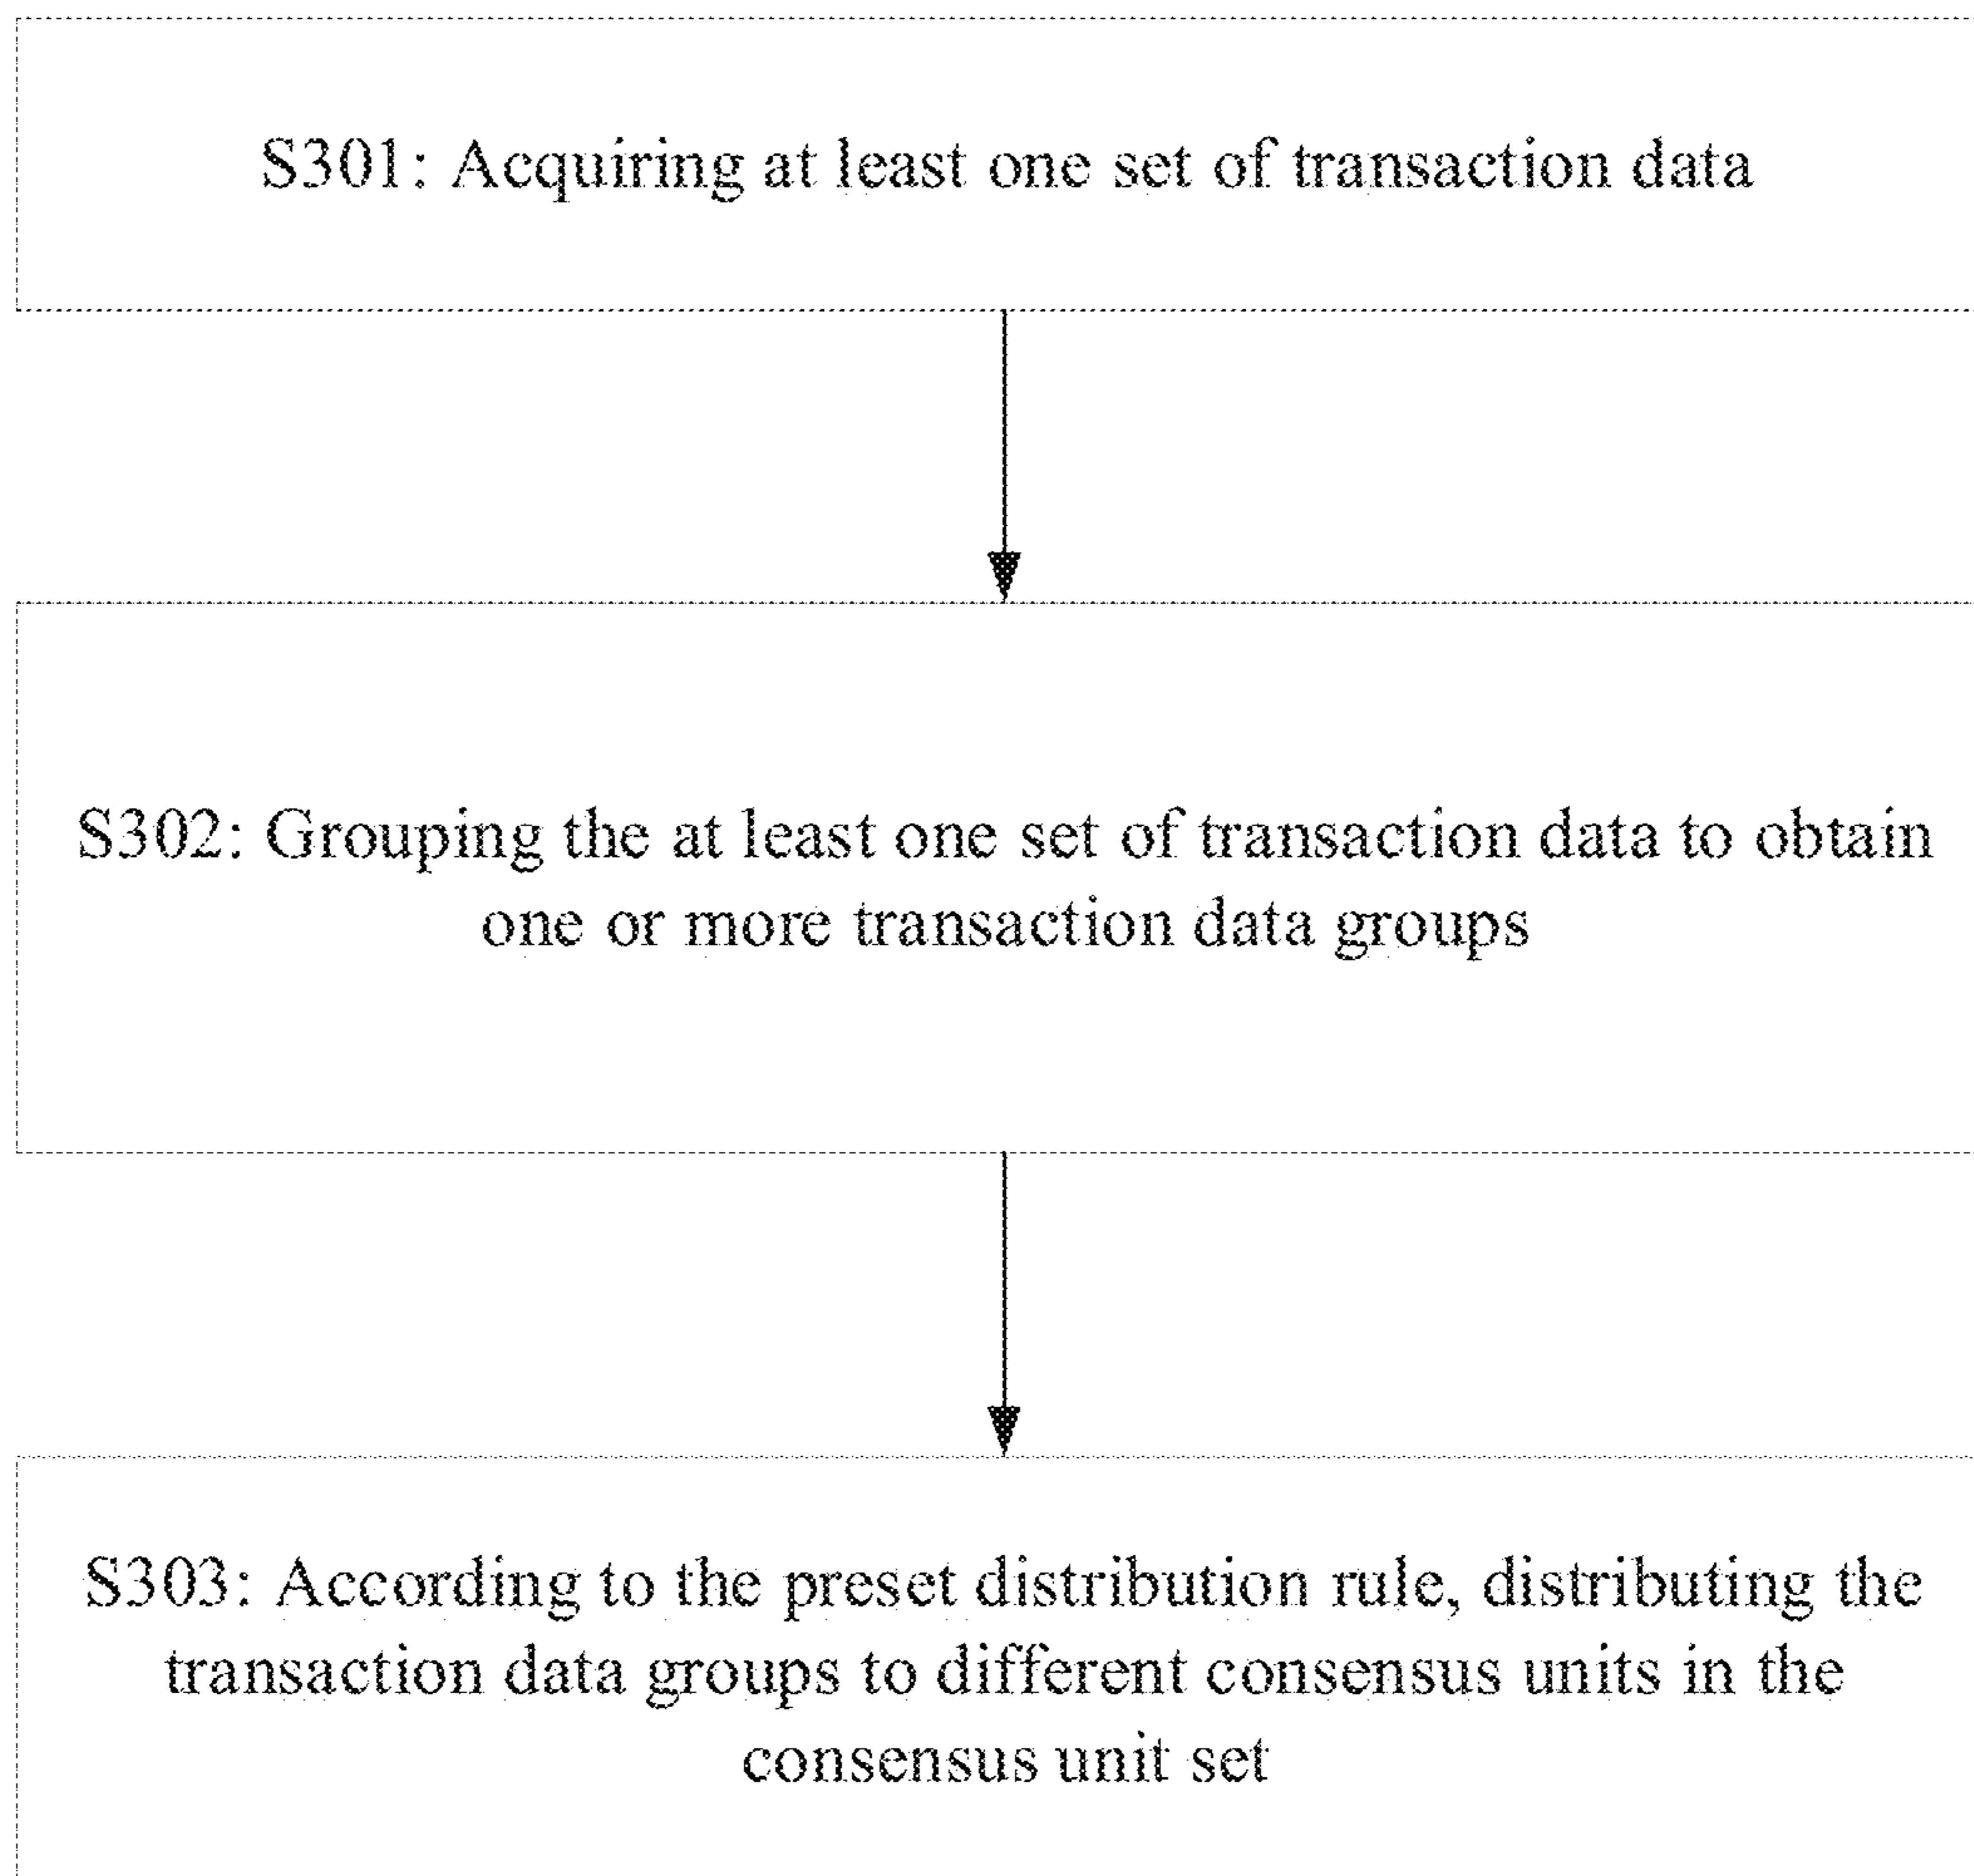 S301: Acquiring at least one set of transaction data
S302: Grouping the at least one set of transaction data to obtain
one or more transaction data groups
S303: According to the preset distribution rule, distributing the
transaction data groups to different consensus units in the
consensus unit set